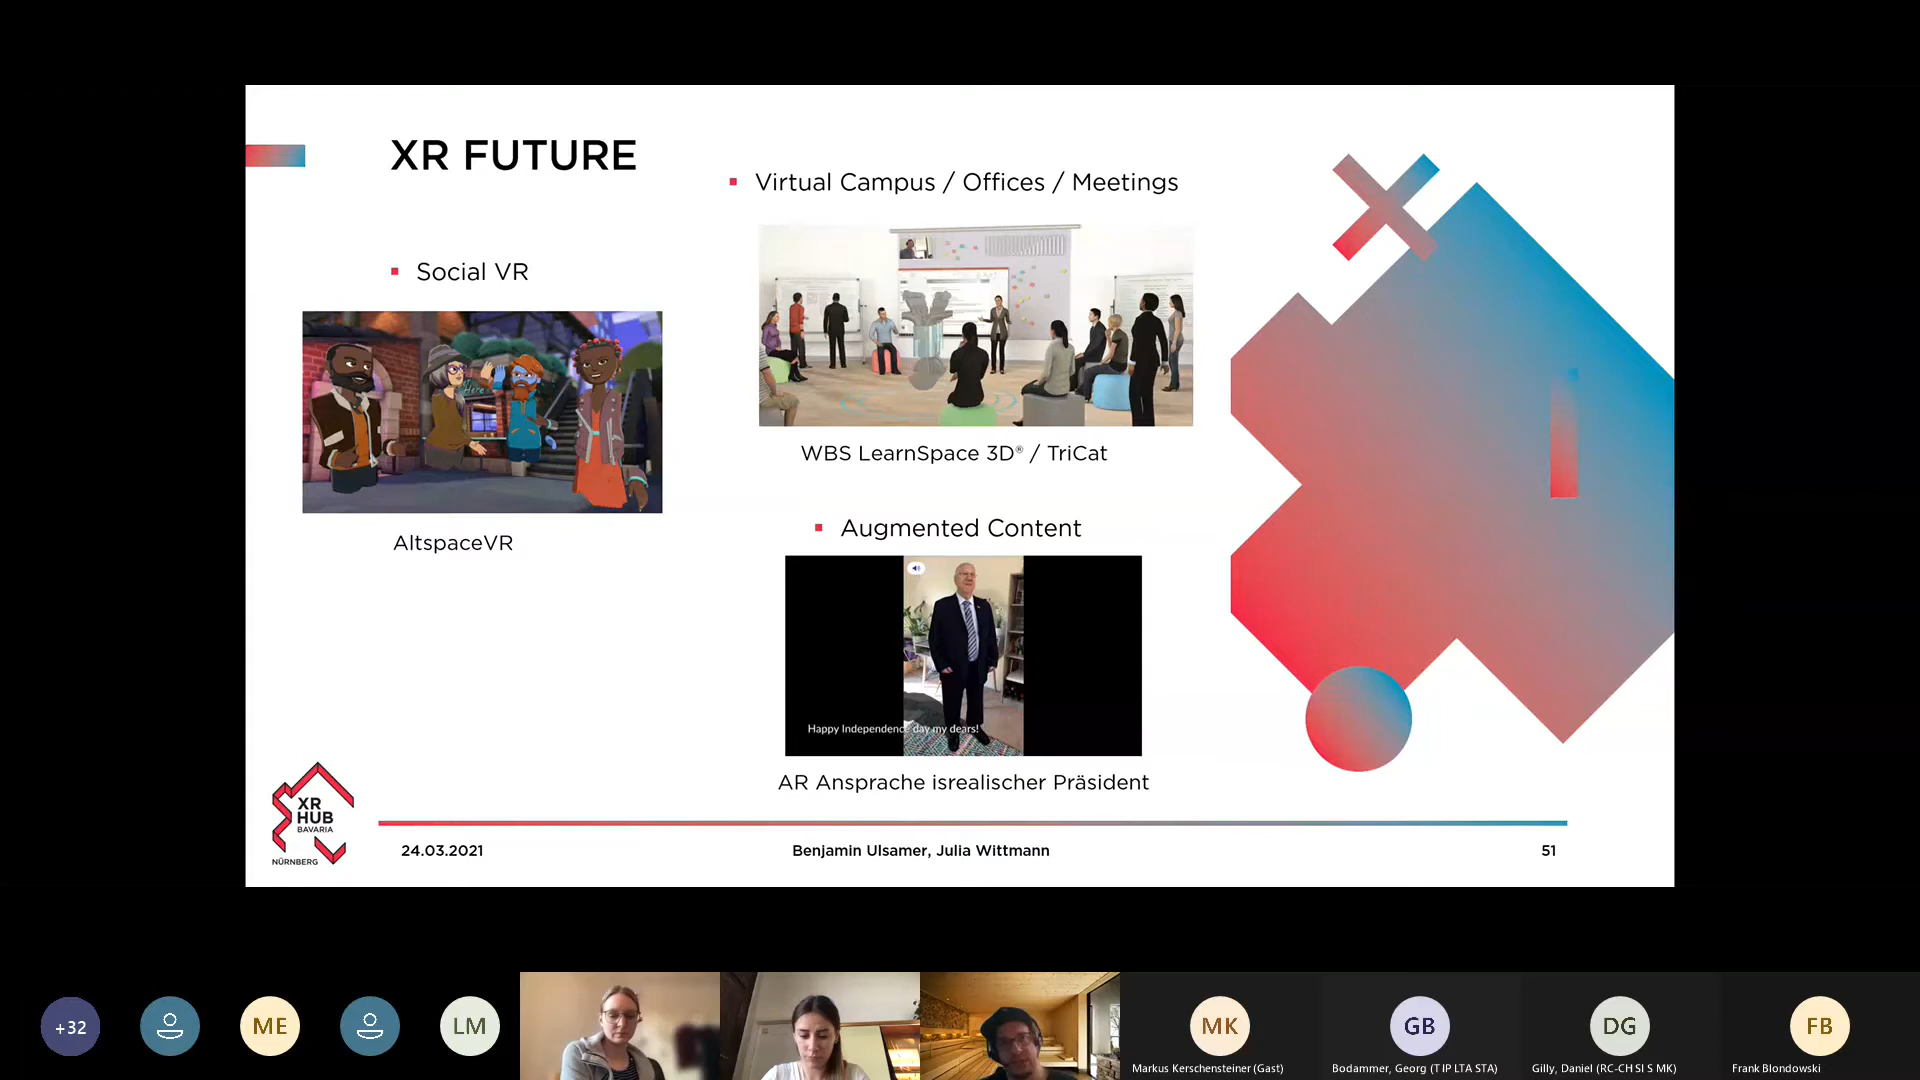 XR FUTURE
Virtual Campus / Offices / Meetings
Social VR
WBS LearnSpace 3D® / TriCat
Augmented Content
AltspaceVR
Happy Independence day my dears!
AR Ansprache isrealischer Präsident
XR
HUB
BAVARIA
NÜRNBERG
24.03.2021
Benjamin Ulsamer, Julia Wittmann
51
+32
ME
LM
MK
GB
DG
FB
Markus Kerschensteiner (Gast)
Bodammer, Georg (T IP LTA STA)
Gilly, Daniel (RC-CH SI S MK)
Frank Blondowski